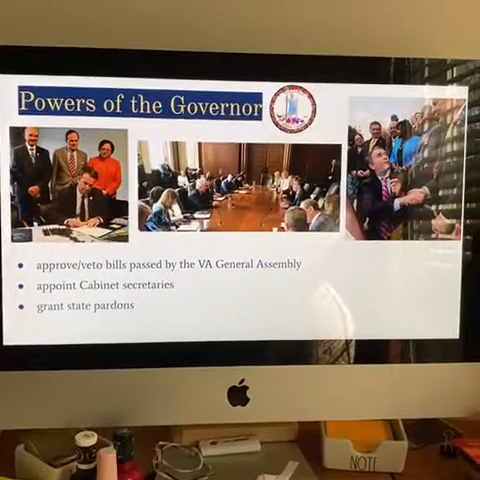 Powers of the Governor
approve/veto bills passed by the VA General Assembly
appoint Cabinet secretaries
grant state pardons
NOTE